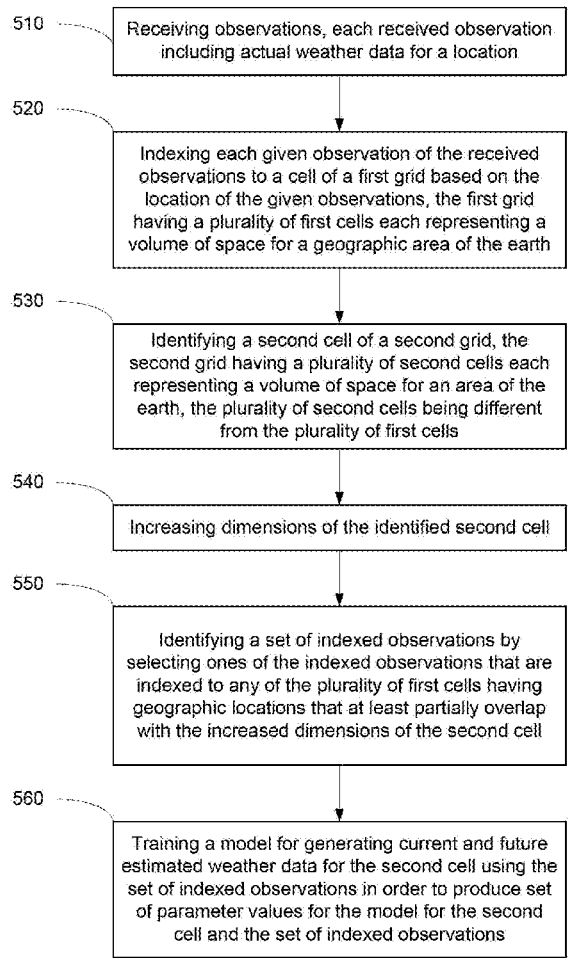 510
Receiving observations, each received observation
including actual weather data for a location
520
Indexing each given observation of the received
observations to a cell of a first grid based on the
location of the given observations, the first grid
having a plurality of first cells each representing a
volume of space for a geographic area of the earth
530
Identifying a second cell of a second grid, the
second grid having a plurality of second cells each
representing a volume of space for an area of the
earth, the plurality of second cells being different
from the plurality of first cells
540
Increasing dimensions of the identified second cell
550
Identifying a set of indexed observations by
selecting ones of the indexed observations that are
indexed to any of the plurality of first cells having
geographic locations that at least partially overlap
with the increased dimensions of the second cell
560
Training a model for generating current and future
estimated weather data for the second cell using the
set of indexed observations in order to produce set
of parameter values for the model for the second
cell and the set of indexed observations